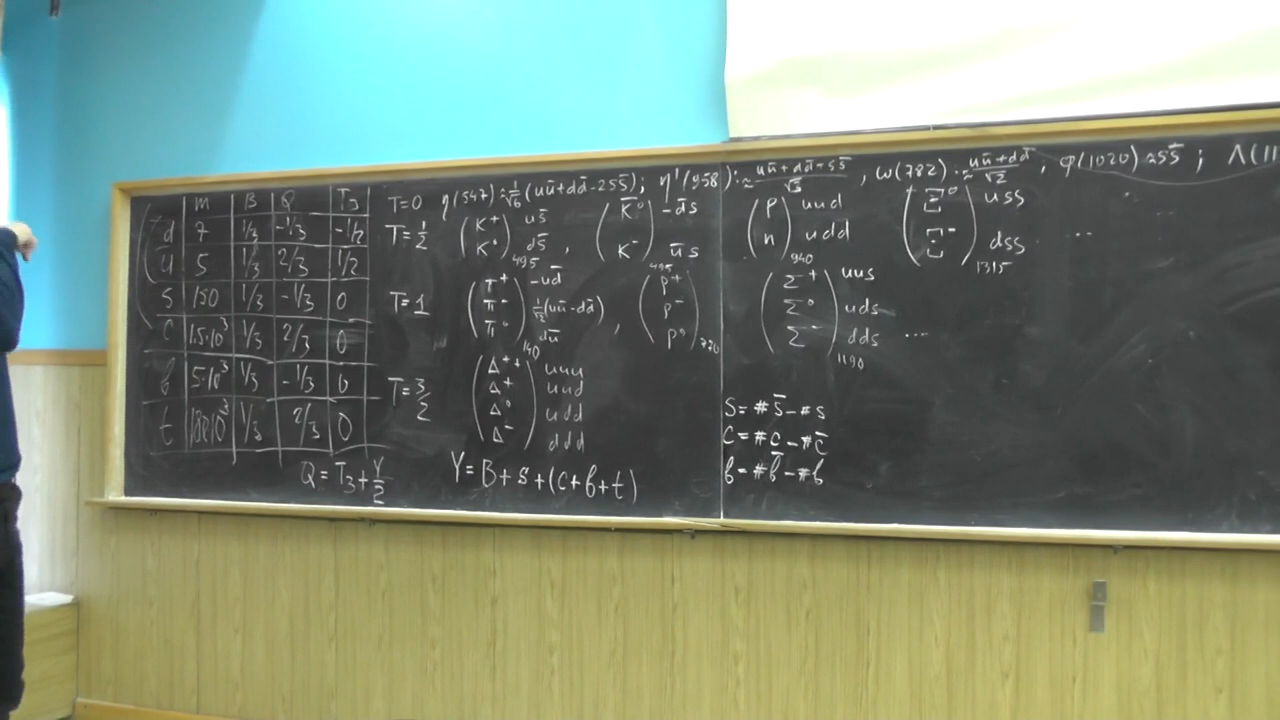 m B Q T₃
d 7 1/3 -1/3 -1/2
u 5 1/3 2/3 1/2
s 150 1/3 -1/3 0
c 1.5·10³ 1/3 2/3 0
b 5·10³ 1/3 -1/3 0
t 1/3 2/3 0
T=0 η(547) ≈ 1/√6 (uū+dd̄-2ss̄); η'(958): ≈ (uū+dd̄+ss̄)/√3, ω(782): ≈ (uū+dd̄)/√2, φ(1020) ≈ ss̄; Λ(11
T=1/2 (K⁺ K⁰)₄₉₅ us̄ ds̄, (K̄⁰ K⁻)₄₉₅ -d̄s ūs (p n)₉₄₀ uud udd (Ξ⁰ Ξ⁻)₁₃₁₅ uss dss ...
T=1 (π⁺ π⁻ π⁰)₁₄₀ -ud̄ 1/√2(uū-dd̄) dū, (ρ⁺ ρ⁻ ρ⁰)₇₇₀ (Σ⁺ Σ⁰ Σ⁻)₁₁₉₀ uus uds dds ...
T=3/2 (Δ⁺⁺ Δ⁺ Δ⁰ Δ⁻) uuu uud udd ddd
S=#s̄-#s
C=#c-#c̄
b=#b̄-#b
Q=T₃+Y/2 Y=B+s+(c+b+t)